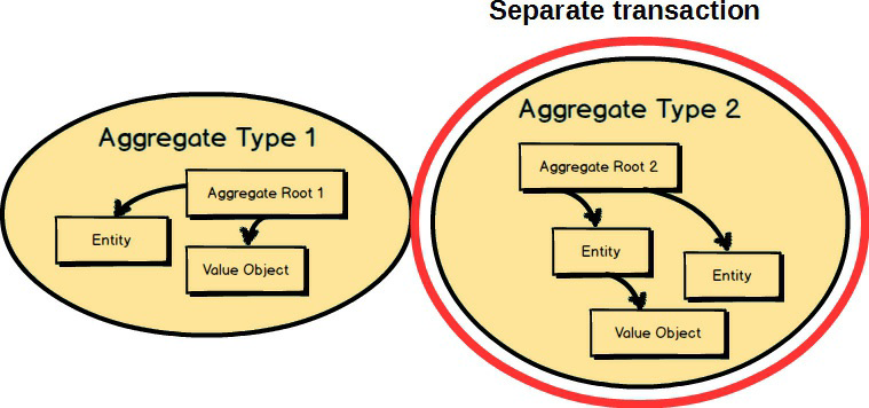 Separate transaction
Aggregate Type 1
Aggregate Root 1
Entity
Value Object
Aggregate Type 2
Aggregate Root 2
Entity
Entity
Value Object